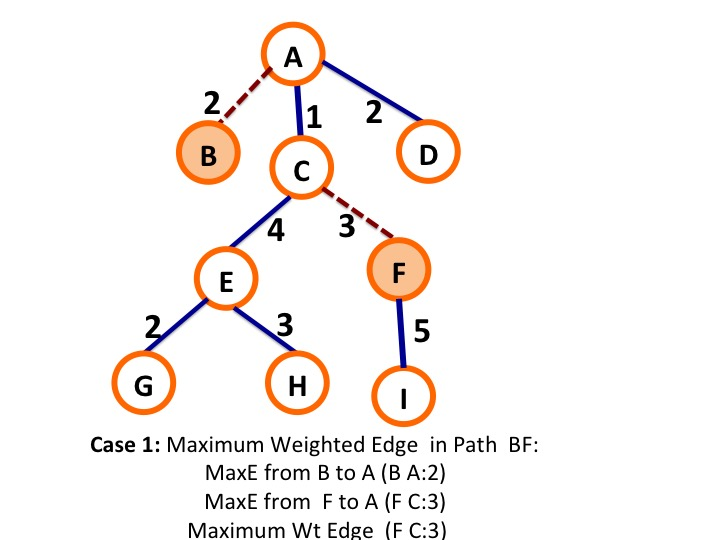 A
2
1
2
B
C
D
4
3
E
F
2
3
5
G
H
I
Case 1: Maximum Weighted Edge in Path BF:
MaxE from B to A (B A:2)
MaxE from F to A (F C:3)
Maximum Wt Edge (F C:3)